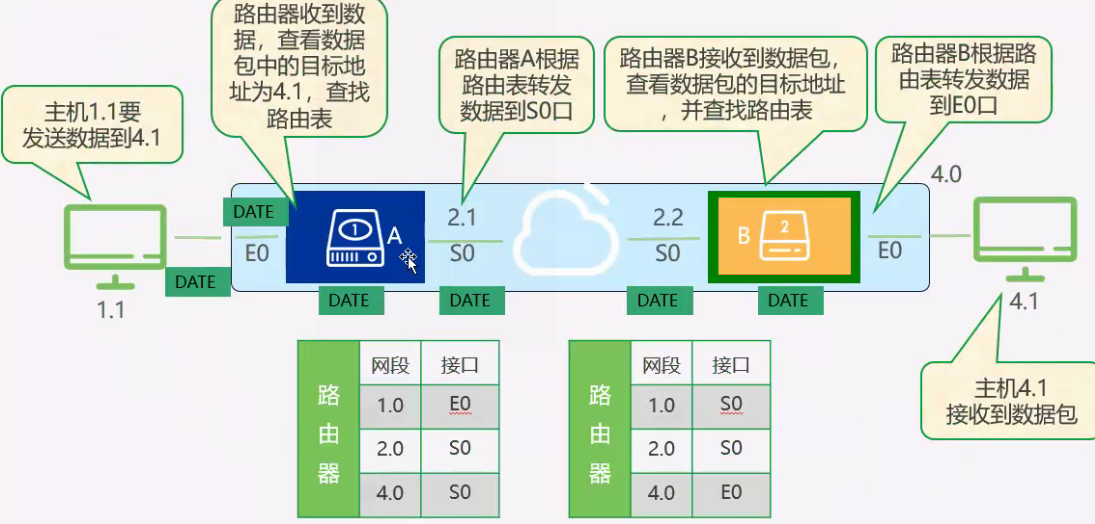 路由器收到数
据，查看数据
包中的目标地
址为4.1，查找
路由表
路由器A根据
路由表转发
数据到S0口
路由器B接收到数据包，
查看数据包的目标地址
，并查找路由表
路由器B根据路
由表转发数据
到E0口
主机1.1要
发送数据到4.1
4.0
DATE
E0
1
A
2.1
S0
2.2
S0
B
2
E0
DATE
1.1
DATE
DATE
DATE
DATE
4.1
主机4.1
接收到数据包
路由器
网段 接口
1.0 E0
2.0 S0
4.0 S0
路由器
网段 接口
1.0 S0
2.0 S0
4.0 E0